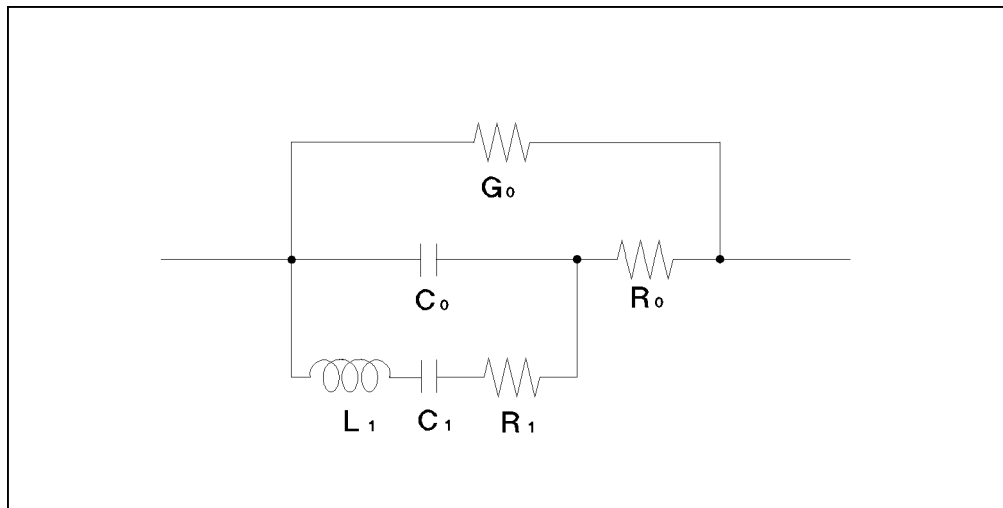 G₀
C₀
R₀
L₁ C₁ R₁